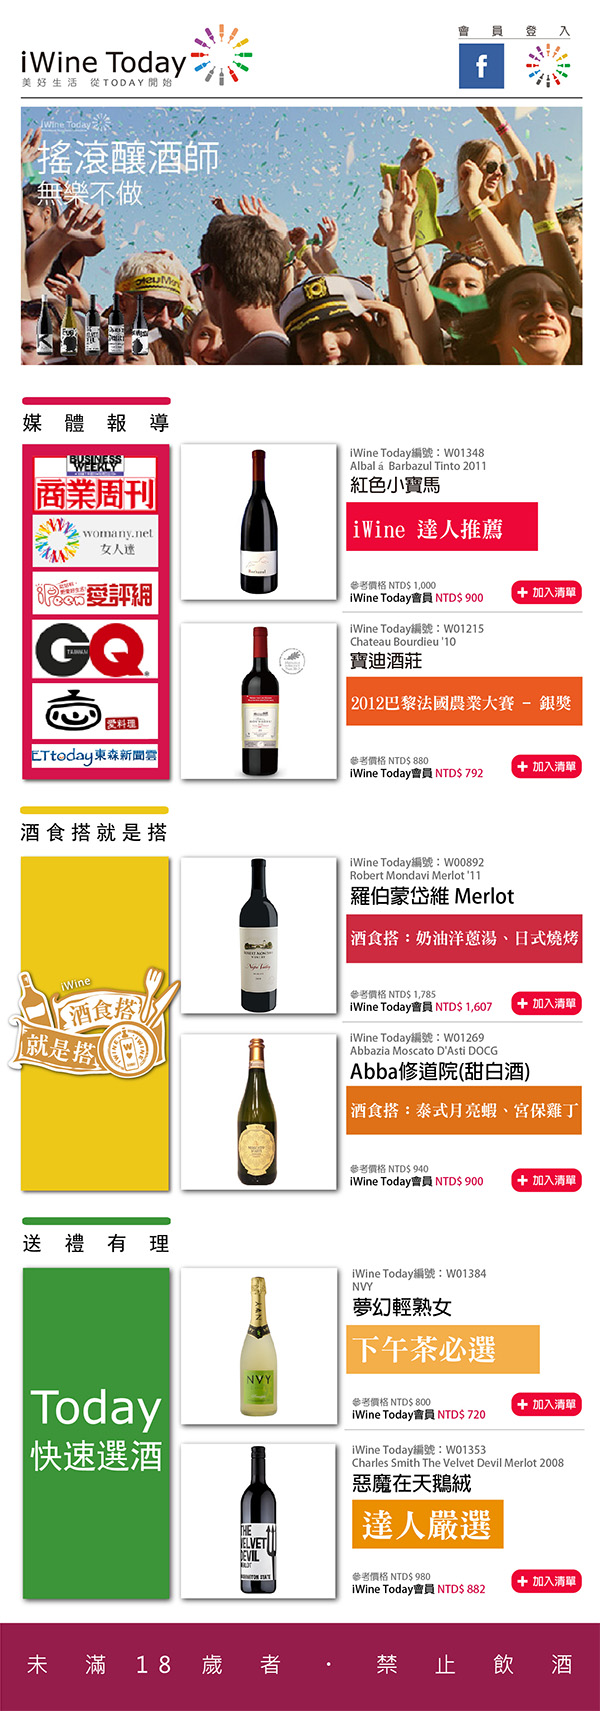 會員登入
iWine Today
美好生活 從TODAY開始
f
iWine Today
搖滾釀酒師
無樂不做
媒體報導
BUSINESS WEEKLY
商業周刊
womany.net
女人迷
iPeen 愛評網
GQ
TAIWAN
愛料理
ETtoday東森新聞雲
iWine Today編號：W01348
Albal á Barbazul Tinto 2011
紅色小寶馬
iWine 達人推薦
參考價格 NTD$ 1,000
iWine Today會員 NTD$ 900
+ 加入清單
iWine Today編號：W01215
Chateau Bourdieu '10
寶迪酒莊
2012巴黎法國農業大賽 - 銀獎
參考價格 NTD$ 880
iWine Today會員 NTD$ 792
+ 加入清單
酒食搭就是搭
iWine
酒食搭
就是搭
iWine Today編號：W00892
Robert Mondavi Merlot '11
羅伯蒙岱維 Merlot
酒食搭：奶油洋蔥湯、日式燒烤
參考價格 NTD$ 1,785
iWine Today會員 NTD$ 1,607
+ 加入清單
iWine Today編號：W01269
Abbazia Moscato D'Asti DOCG
Abba修道院(甜白酒)
酒食搭：泰式月亮蝦、宮保雞丁
參考價格 NTD$ 940
iWine Today會員 NTD$ 900
+ 加入清單
送禮有理
Today
快速選酒
NVY
iWine Today編號：W01384
NVY
夢幻輕熟女
下午茶必選
參考價格 NTD$ 800
iWine Today會員 NTD$ 720
+ 加入清單
THE
VELVET
DEVIL
iWine Today編號：W01353
Charles Smith The Velvet Devil Merlot 2008
惡魔在天鵝絨
達人嚴選
參考價格 NTD$ 980
iWine Today會員 NTD$ 882
+ 加入清單
未滿18歲者·禁止飲酒